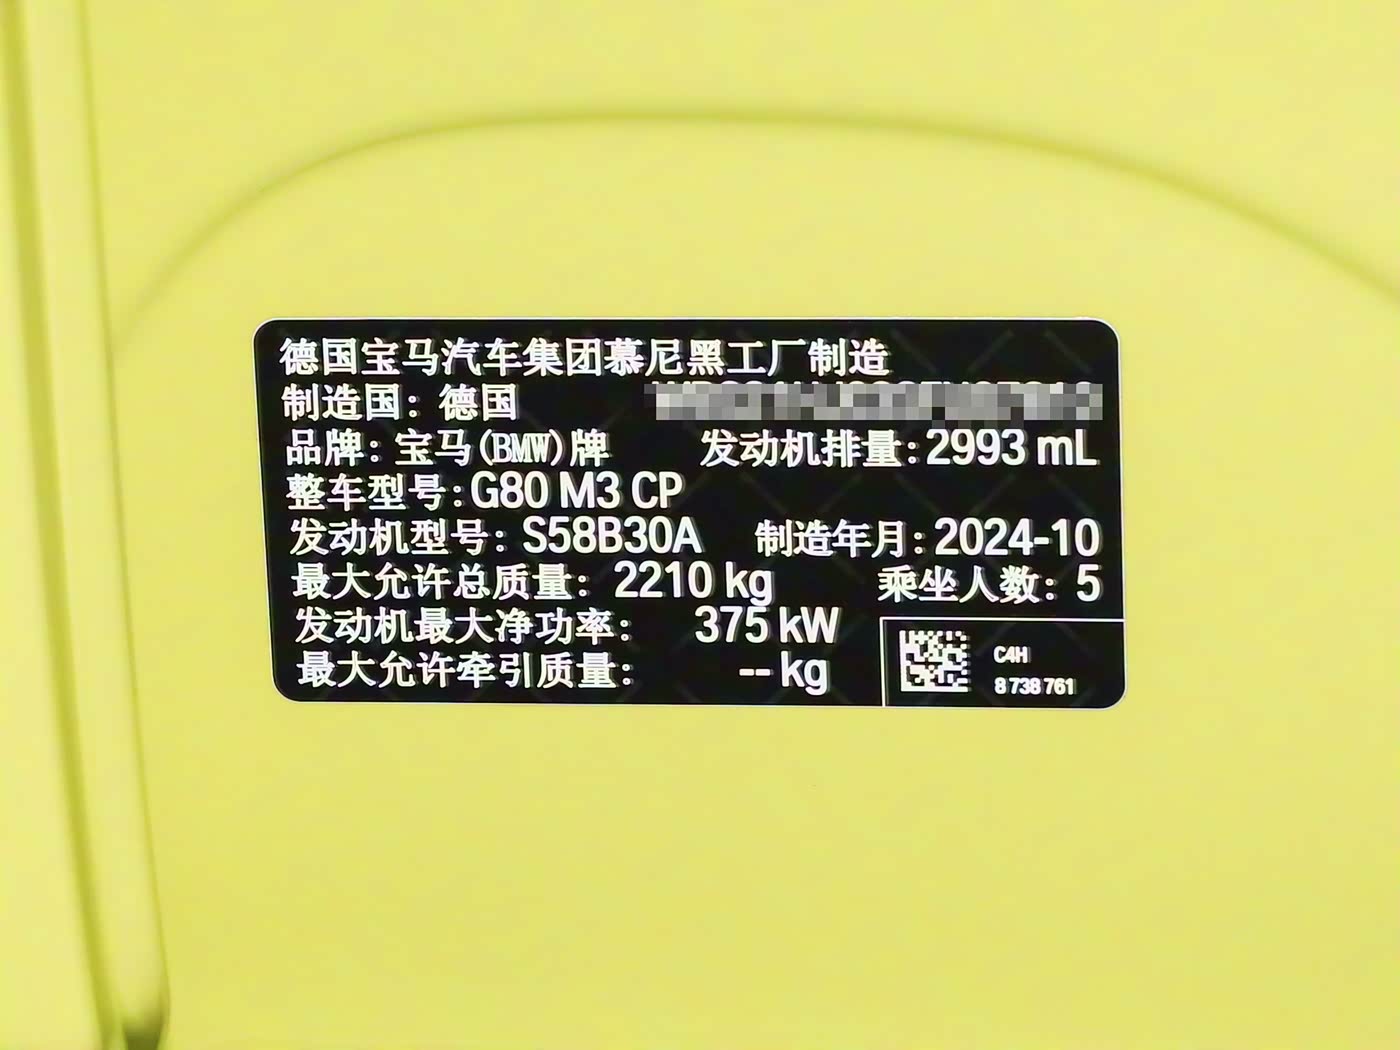 德国宝马汽车集团慕尼黑工厂制造
制造国：德国
品牌：宝马(BMW)牌 发动机排量：2993 mL
整车型号：G80 M3 CP
发动机型号：S58B30A 制造年月：2024-10
最大允许总质量：2210 kg 乘坐人数：5
发动机最大净功率：375 kW
最大允许牵引质量：-- kg
C4H
8 738 761